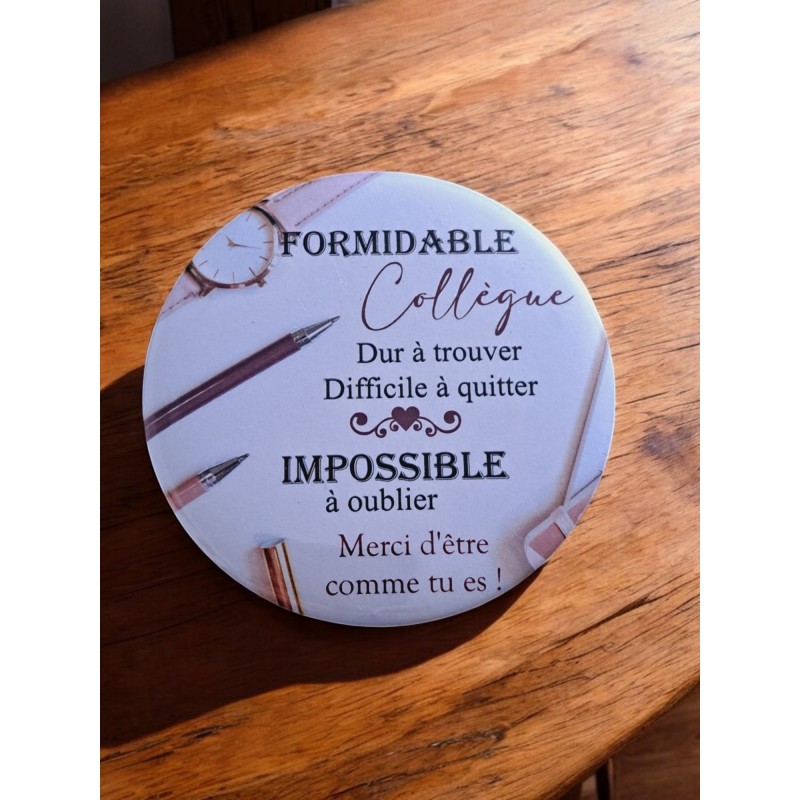 FORMIDABLE
Collègue
Dur à trouver
Difficile à quitter
IMPOSSIBLE
à oublier
Merci d'être
comme tu es !